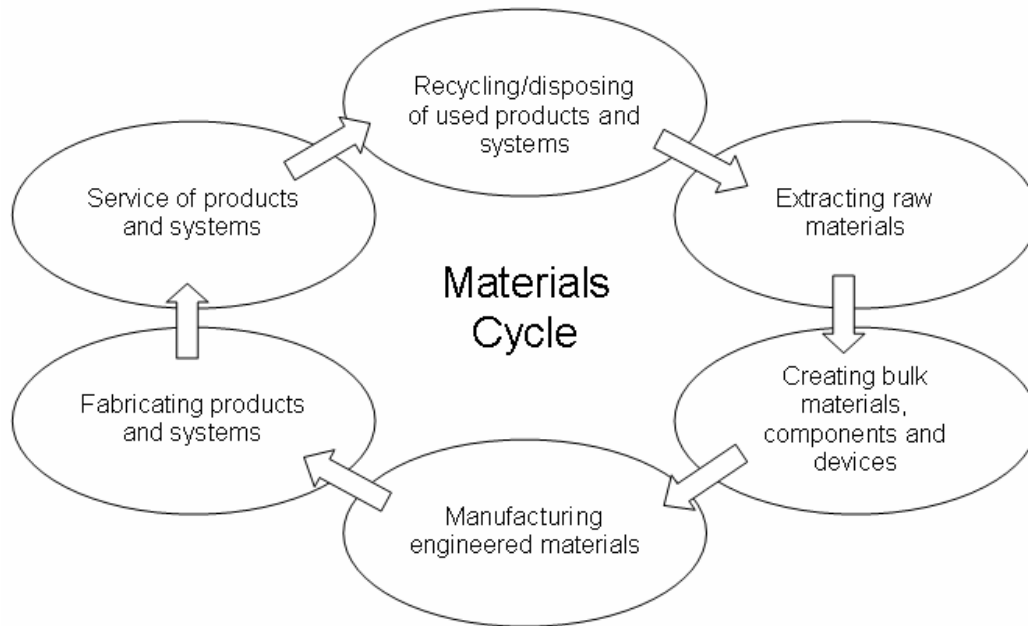 Recycling/disposing
of used products and
systems
Service of products
and systems
Extracting raw
materials
Materials
Cycle
Fabricating products
and systems
Creating bulk
materials,
components and
devices
Manufacturing
engineered materials